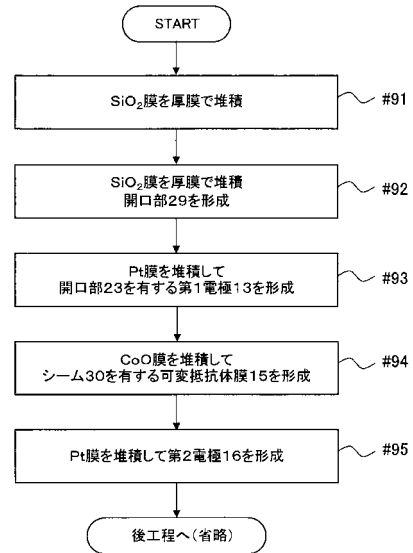 START
SiO₂膜を厚膜で堆積
#91
SiO₂膜を厚膜で堆積
開口部29を形成
#92
Pt膜を堆積して
開口部23を有する第1電極13を形成
#93
CoO膜を堆積して
シーム30を有する可変抵抗体膜15を形成
#94
Pt膜を堆積して第2電極16を形成
#95
後工程へ(省略)